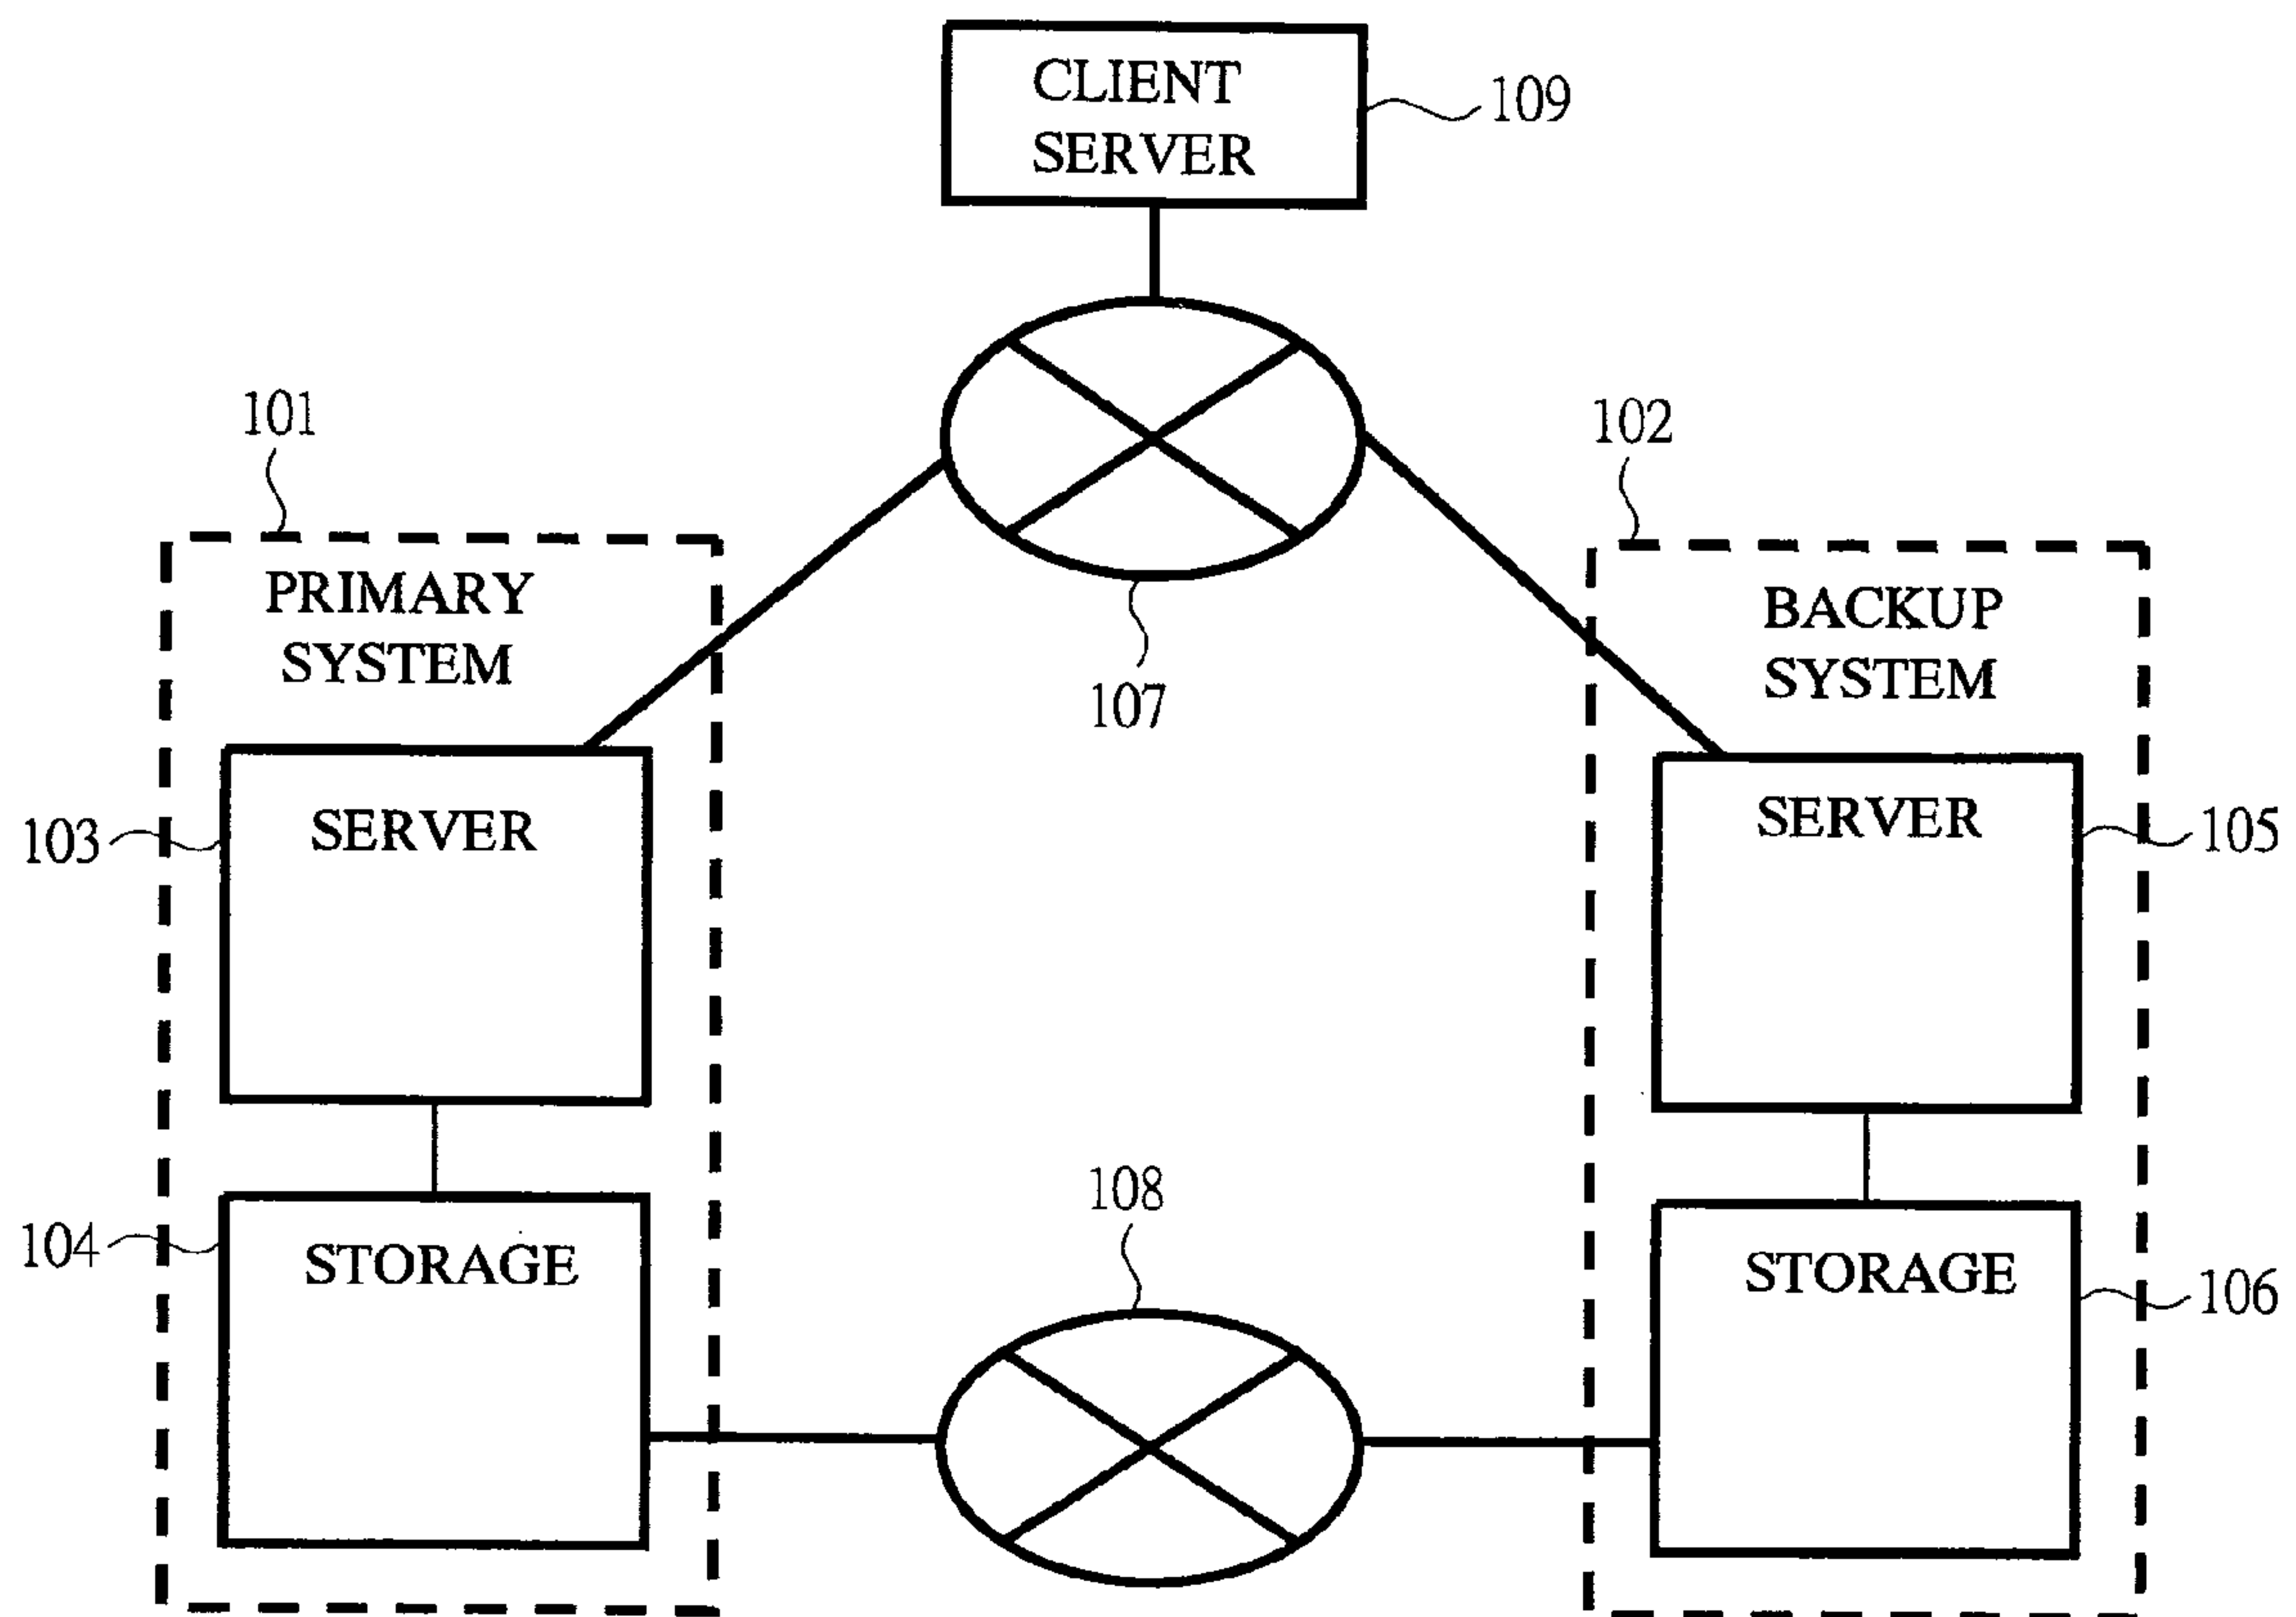 CLIENT
SERVER
109
101
102
PRIMARY
SYSTEM
BACKUP
SYSTEM
107
SERVER
103
SERVER
105
108
STORAGE
104
STORAGE
106